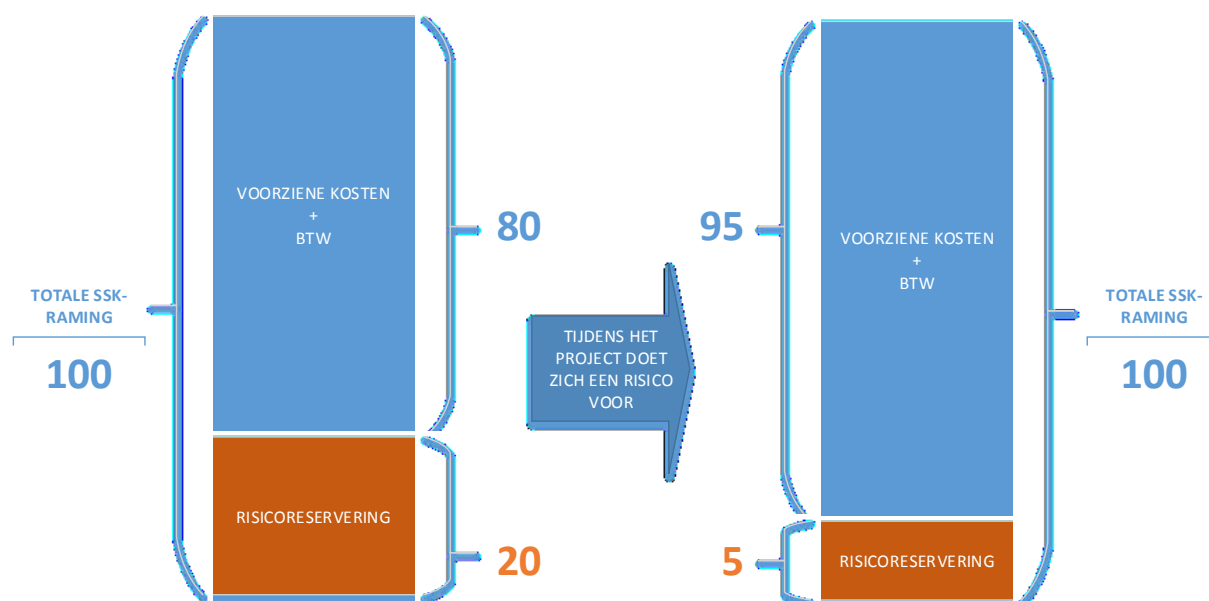 VOORZIENE KOSTEN
+
BTW
80
TOTALE SSK-
RAMING
100
RISICORESERVERING
20
TIJDENS HET
PROJECT DOET
ZICH EEN RISICO
VOOR
95
VOORZIENE KOSTEN
+
BTW
TOTALE SSK-
RAMING
100
5
RISICORESERVERING